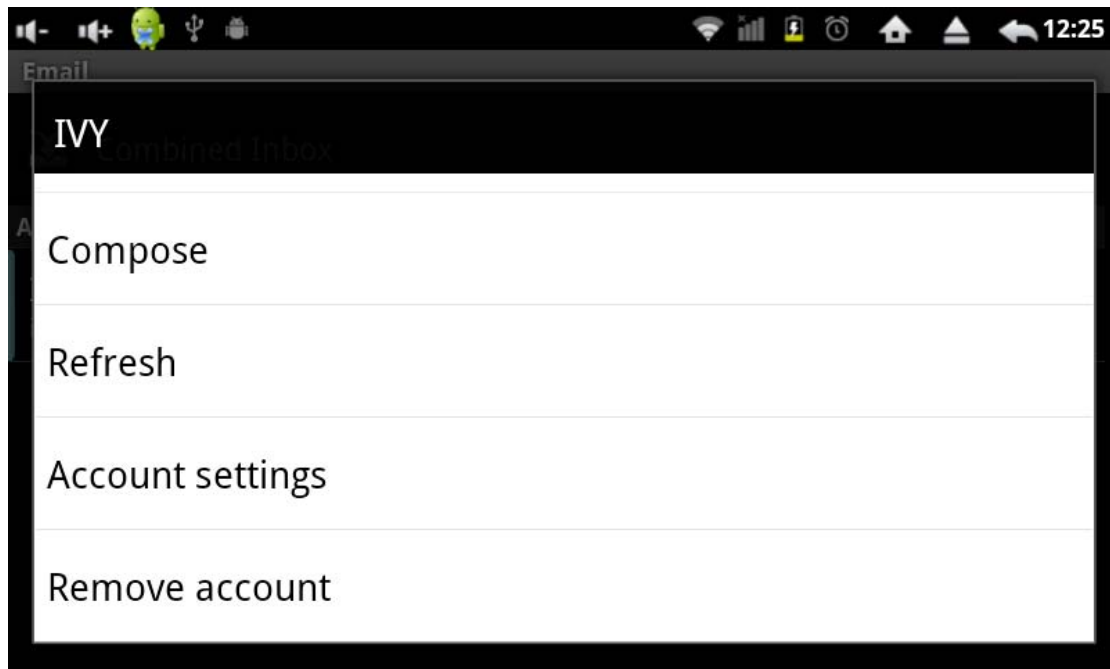 12:25
Email
IVY
Combined Inbox
Compose
Refresh
Account settings
Remove account